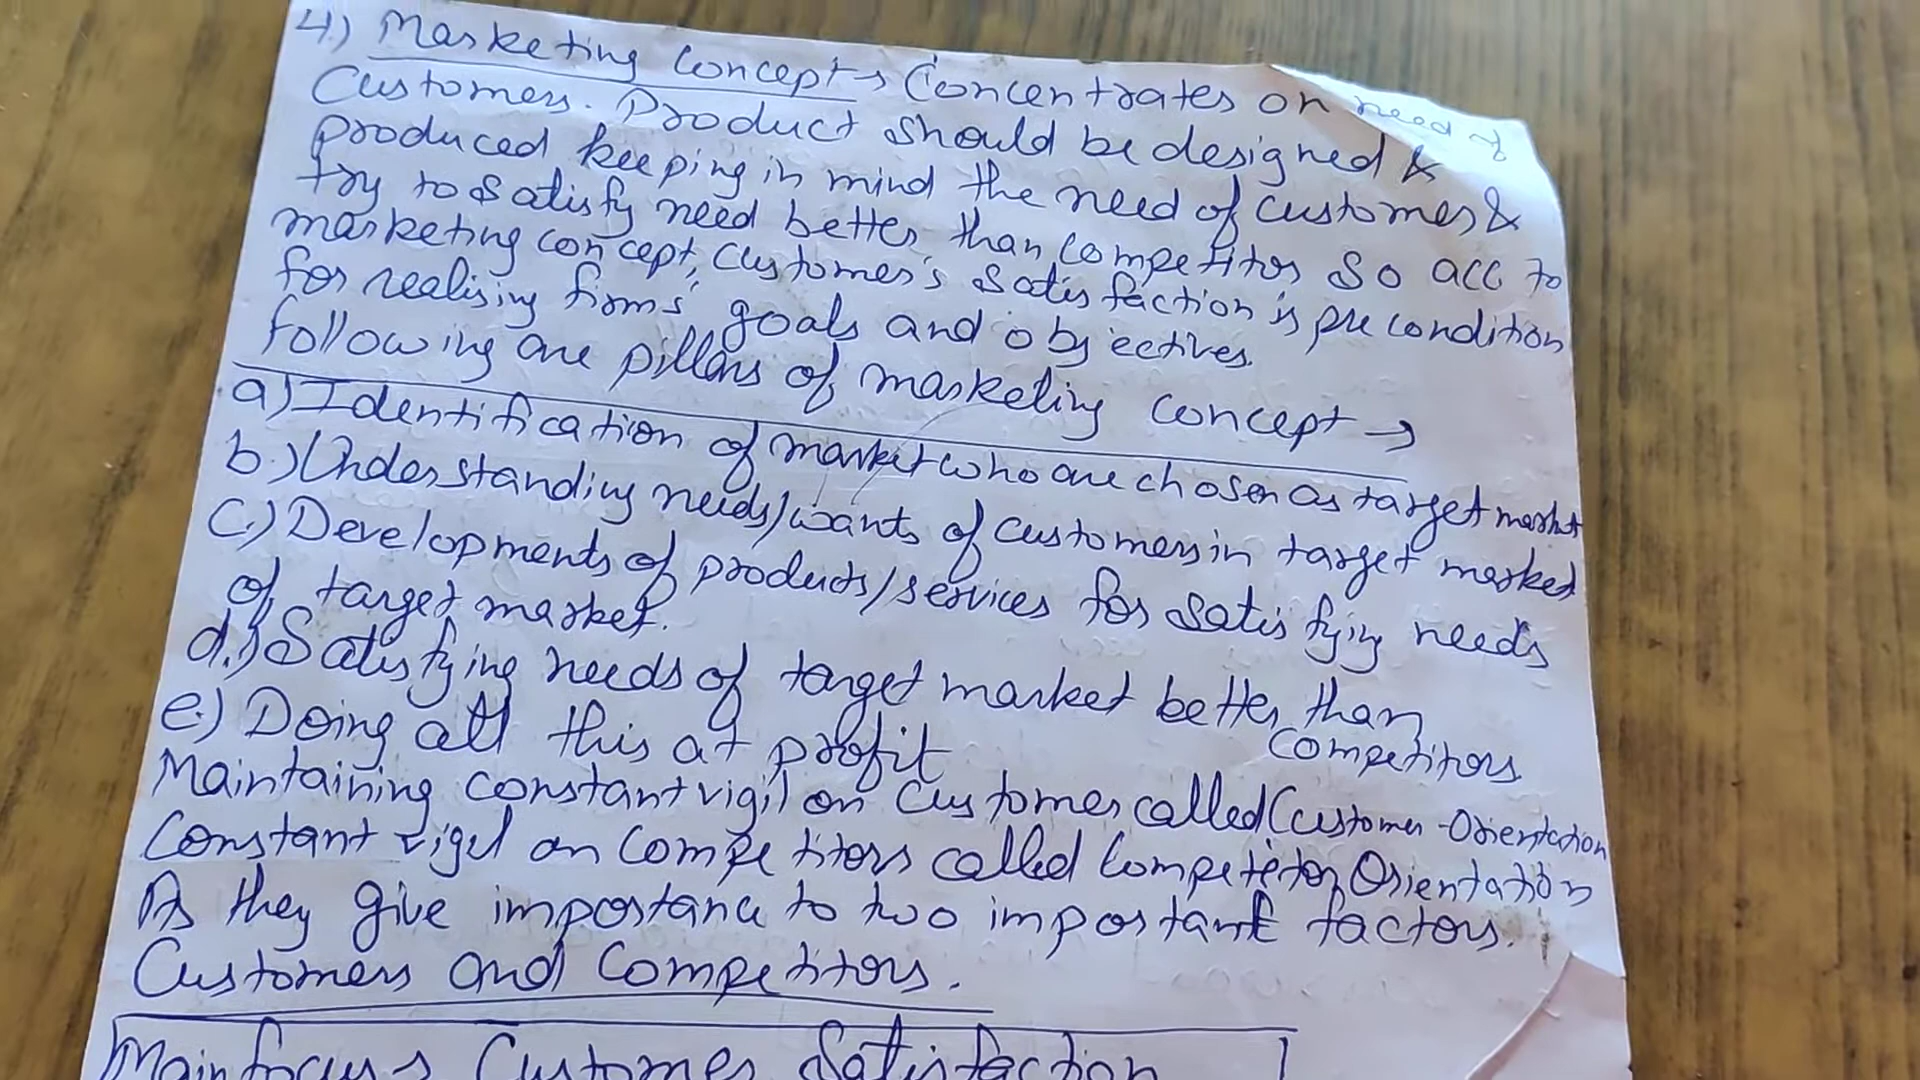 4.) Marketing Concept → Concentrates on need of
Customers. Product should be designed &
produced keeping in mind the need of customers &
try to satisfy need better than competitors so acc to
marketing concept, customer's satisfaction is pre condition
for realising firms' goals and objectives.
Following are pillars of marketing concept →
a) Identification of market who are chosen as target market
b.) Understanding needs/wants of customers in target market
c.) Developments of products/services for satisfying needs
of target market.
d.) Satisfying needs of target market better than
competitors.
e.) Doing all this at profit
Maintaining constant vigil on customer called Customer-Orientation
Constant vigil on competitors called Competitor Orientation
As they give importance to two important factors.
Customers and Competitors.
Main focus → Customer Satisfaction